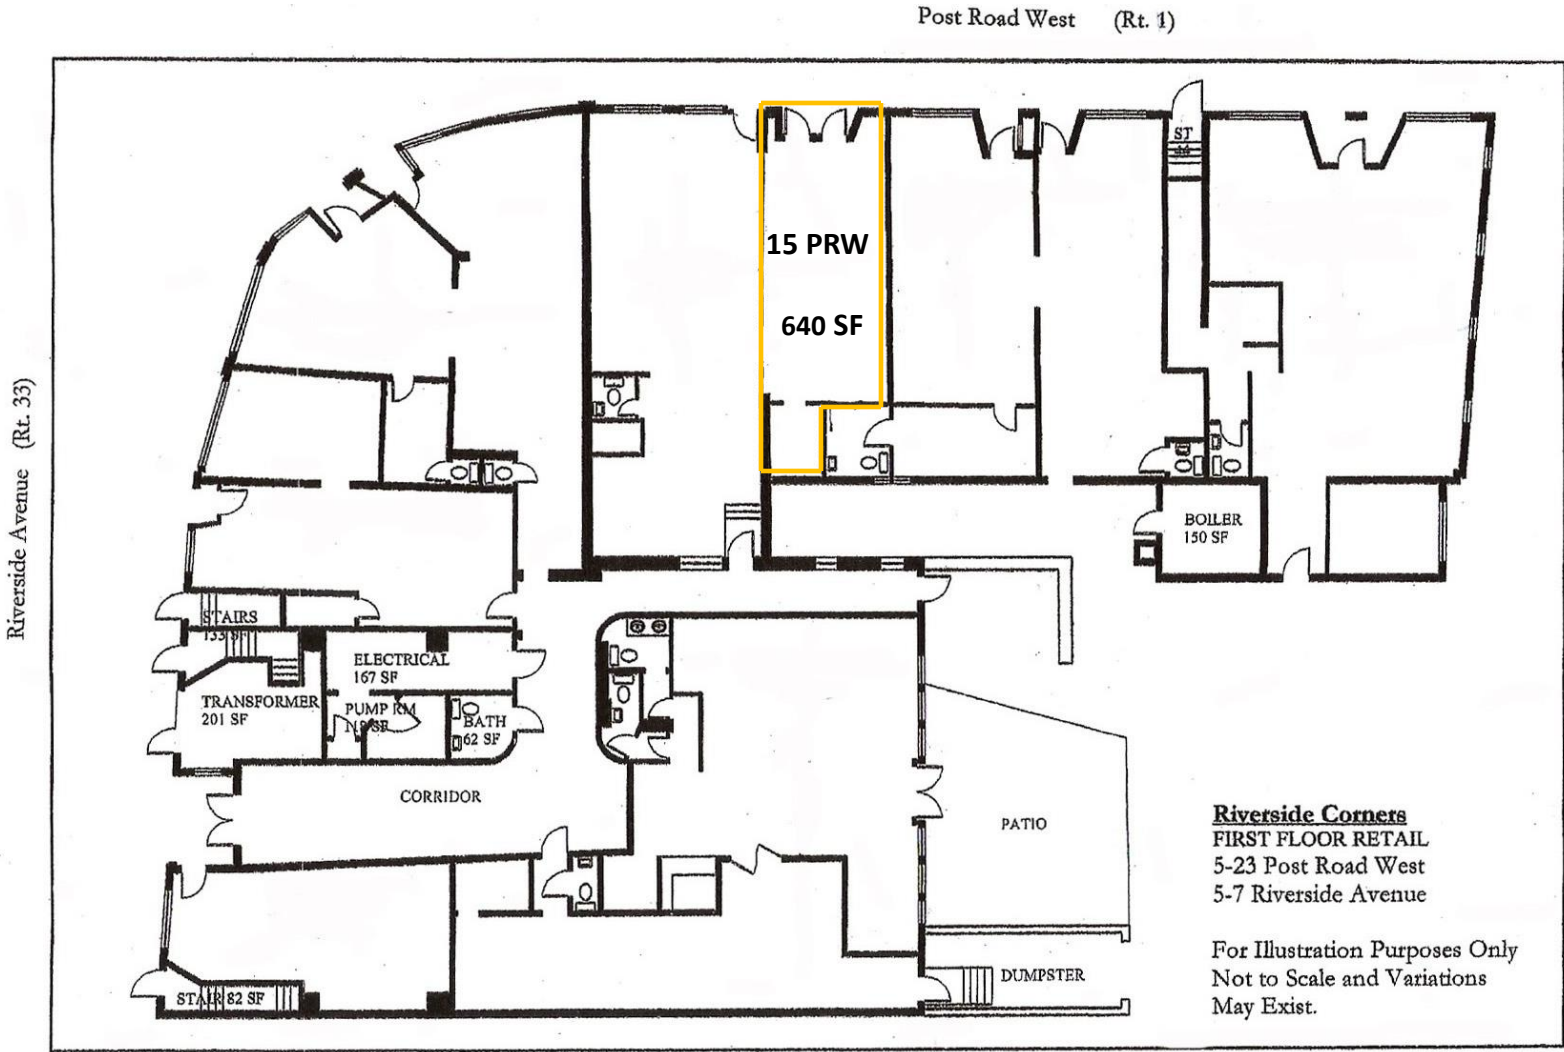 Post Road West (Rt. 1)
Riverside Avenue (Rt. 33)
ST
15 PRW
640 SF
BOILER
150 SF
STAIRS
133 SF
ELECTRICAL
167 SF
TRANSFORMER
201 SF
PUMP RM
BATH
62 SF
CORRIDOR
PATIO
Riverside Corners
FIRST FLOOR RETAIL
5-23 Post Road West
5-7 Riverside Avenue
For Illustration Purposes Only
Not to Scale and Variations
May Exist.
DUMPSTER
STAIR 82 SF